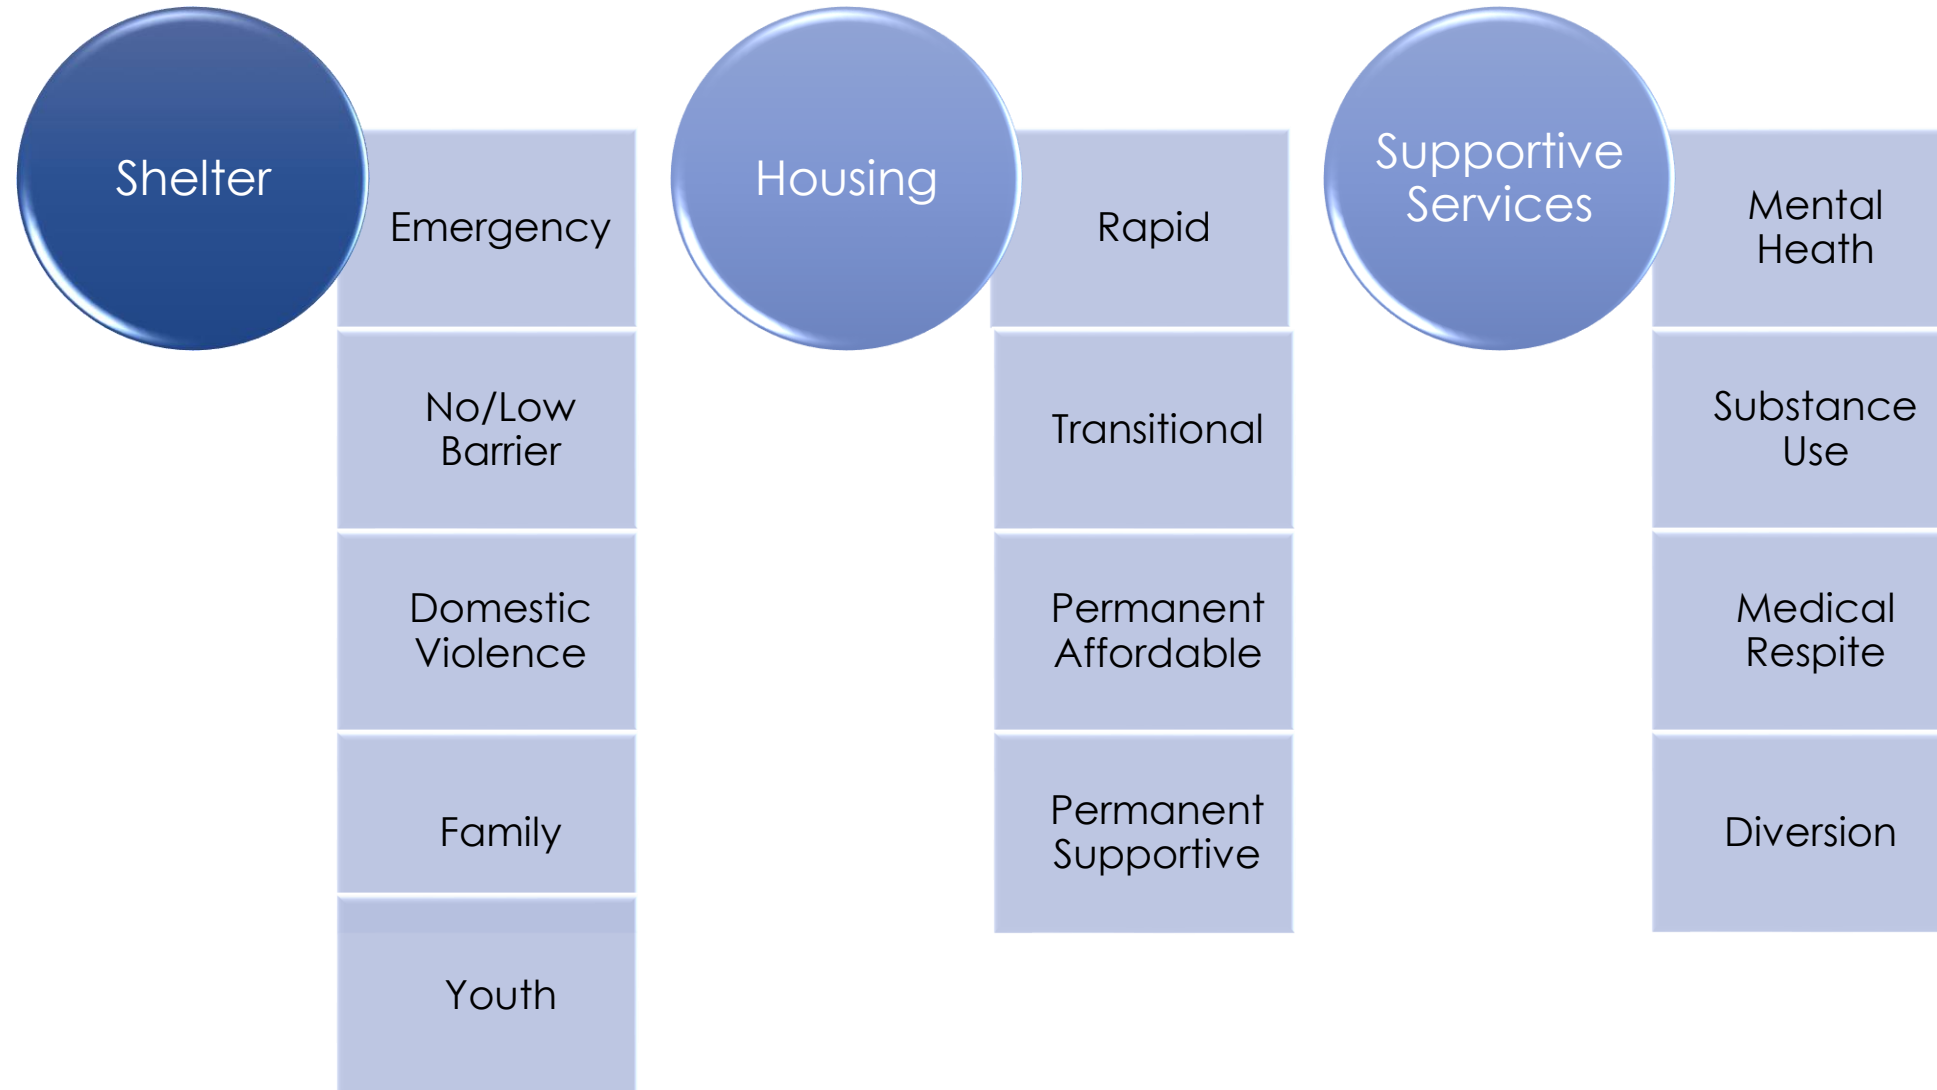 Shelter
Emergency
No/Low
Barrier
Domestic
Violence
Family
Youth
Housing
Rapid
Transitional
Permanent
Affordable
Permanent
Supportive
Supportive
Services
Mental
Heath
Substance
Use
Medical
Respite
Diversion